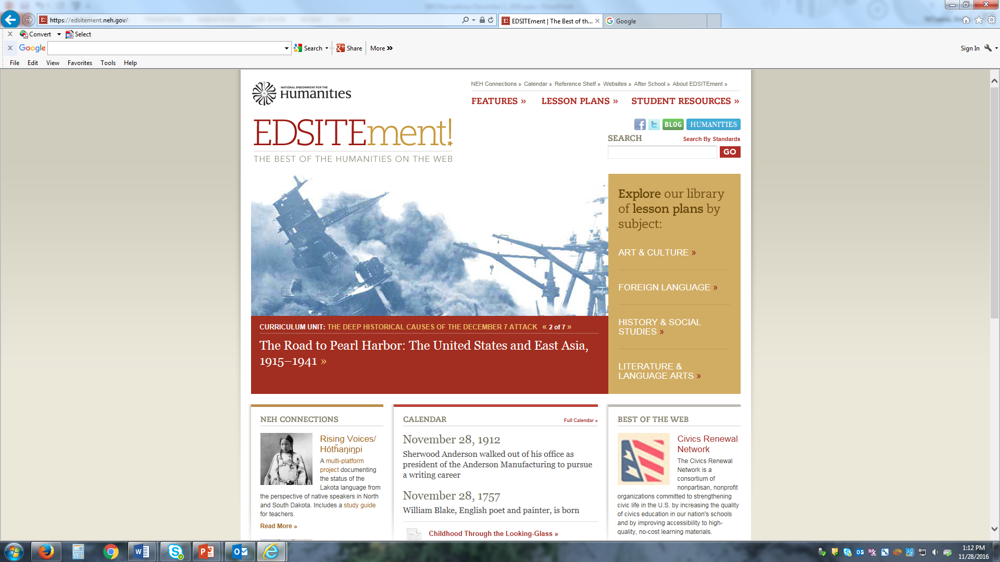 https://edsitement.neh.gov/
EDSITEment | The Best of th...
Google
Convert
Select
Google
Search
Share
More »
Sign In
File Edit View Favorites Tools Help
NATIONAL ENDOWMENT FOR THE
Humanities
NEH Connections » Calendar » Reference Shelf » Websites » After School » About EDSITEment »
FEATURES » LESSON PLANS » STUDENT RESOURCES »
EDSITEment!
THE BEST OF THE HUMANITIES ON THE WEB
BLOG HUMANITIES
SEARCH Search By Standards
GO
Explore our library
of lesson plans by
subject:
ART & CULTURE »
FOREIGN LANGUAGE »
HISTORY & SOCIAL
STUDIES »
LITERATURE &
LANGUAGE ARTS »
CURRICULUM UNIT: THE DEEP HISTORICAL CAUSES OF THE DECEMBER 7 ATTACK « 2 of 7 »
The Road to Pearl Harbor: The United States and East Asia,
1915–1941 »
NEH CONNECTIONS
Rising Voices/
Hótȟaŋiŋpi
A multi-platform
project documenting
the status of the
Lakota language from
the perspective of native speakers in North
and South Dakota. Includes a study guide
for teachers.
Read More »
CALENDAR Full Calendar »
November 28, 1912
Sherwood Anderson walked out of his office as
president of the Anderson Manufacturing to pursue
a writing career
November 28, 1757
William Blake, English poet and painter, is born
Childhood Through the Looking-Glass »
BEST OF THE WEB
Civics Renewal
Network
The Civics Renewal
Network is a
consortium of
nonpartisan, nonprofit
organizations committed to strengthening
civic life in the U.S. by increasing the quality
of civics education in our nation's schools
and by improving accessibility to high-
quality, no-cost learning materials.
1:12 PM
11/28/2016